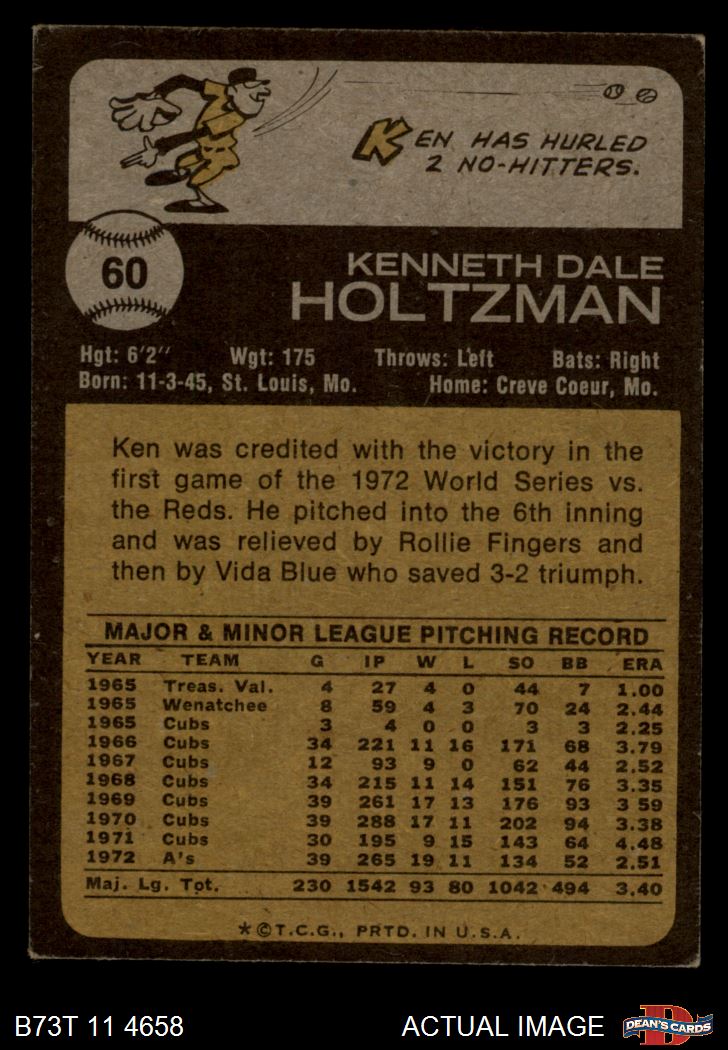 KEN HAS HURLED
2 NO-HITTERS.
60
KENNETH DALE
HOLTZMAN
Hgt: 6'2" Wgt: 175 Throws: Left Bats: Right
Born: 11-3-45, St. Louis, Mo. Home: Creve Coeur, Mo.
Ken was credited with the victory in the
first game of the 1972 World Series vs.
the Reds. He pitched into the 6th inning
and was relieved by Rollie Fingers and
then by Vida Blue who saved 3-2 triumph.
MAJOR & MINOR LEAGUE PITCHING RECORD
YEAR TEAM G IP W L SO BB ERA
1965 Treas. Val. 4 27 4 0 44 7 1.00
1965 Wenatchee 8 59 4 3 70 24 2.44
1965 Cubs 3 4 0 0 3 3 2.25
1966 Cubs 34 221 11 16 171 68 3.79
1967 Cubs 12 93 9 0 62 44 2.52
1968 Cubs 34 215 11 14 151 76 3.35
1969 Cubs 39 261 17 13 176 93 3 59
1970 Cubs 39 288 17 11 202 94 3.38
1971 Cubs 30 195 9 15 143 64 4.48
1972 A's 39 265 19 11 134 52 2.51
Maj. Lg. Tot. 230 1542 93 80 1042 494 3.40
*©T.C.G., PRTD. IN U.S.A.
B73T 11 4658 ACTUAL IMAGE DEAN'S CARDS